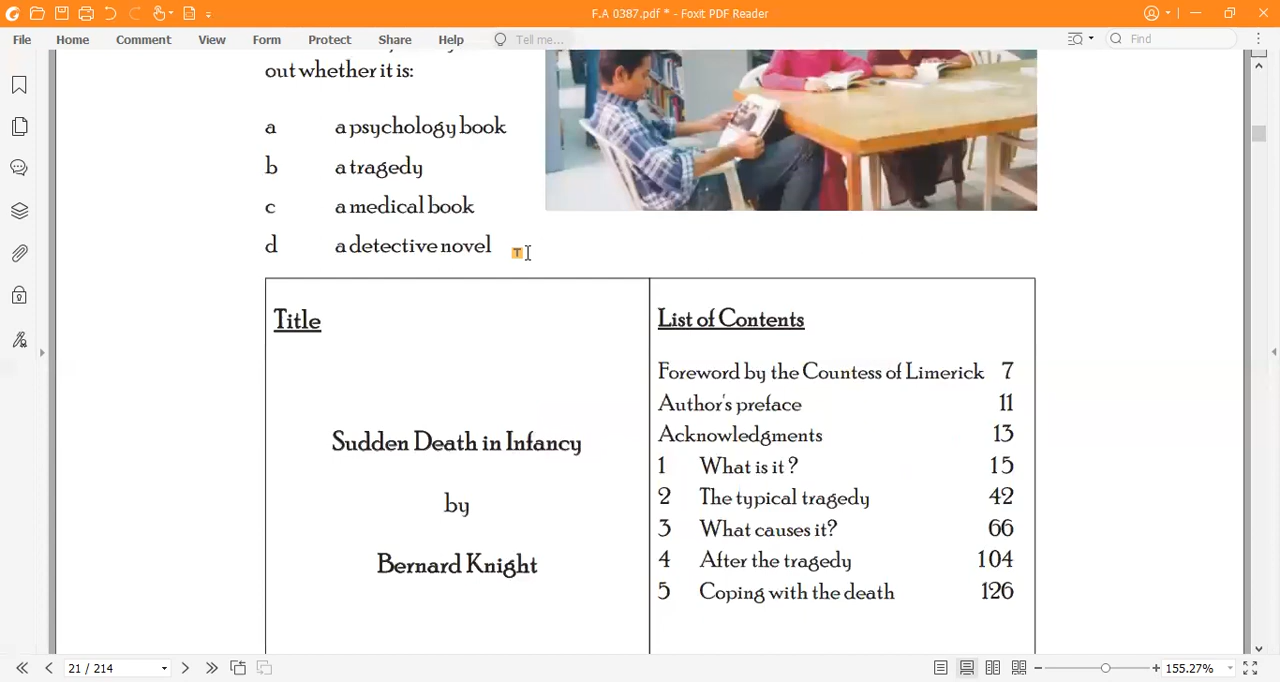 F.A 0387.pdf * - Foxit PDF Reader
File Home Comment View Form Protect Share Help Tell me... Find
out whether it is:
a a psychology book
b a tragedy
c a medical book
d a detective novel
T
Title
Sudden Death in Infancy
by
Bernard Knight
List of Contents
Foreword by the Countess of Limerick 7
Author's preface 11
Acknowledgments 13
1 What is it ? 15
2 The typical tragedy 42
3 What causes it? 66
4 After the tragedy 104
5 Coping with the death 126
21 / 214
155.27%